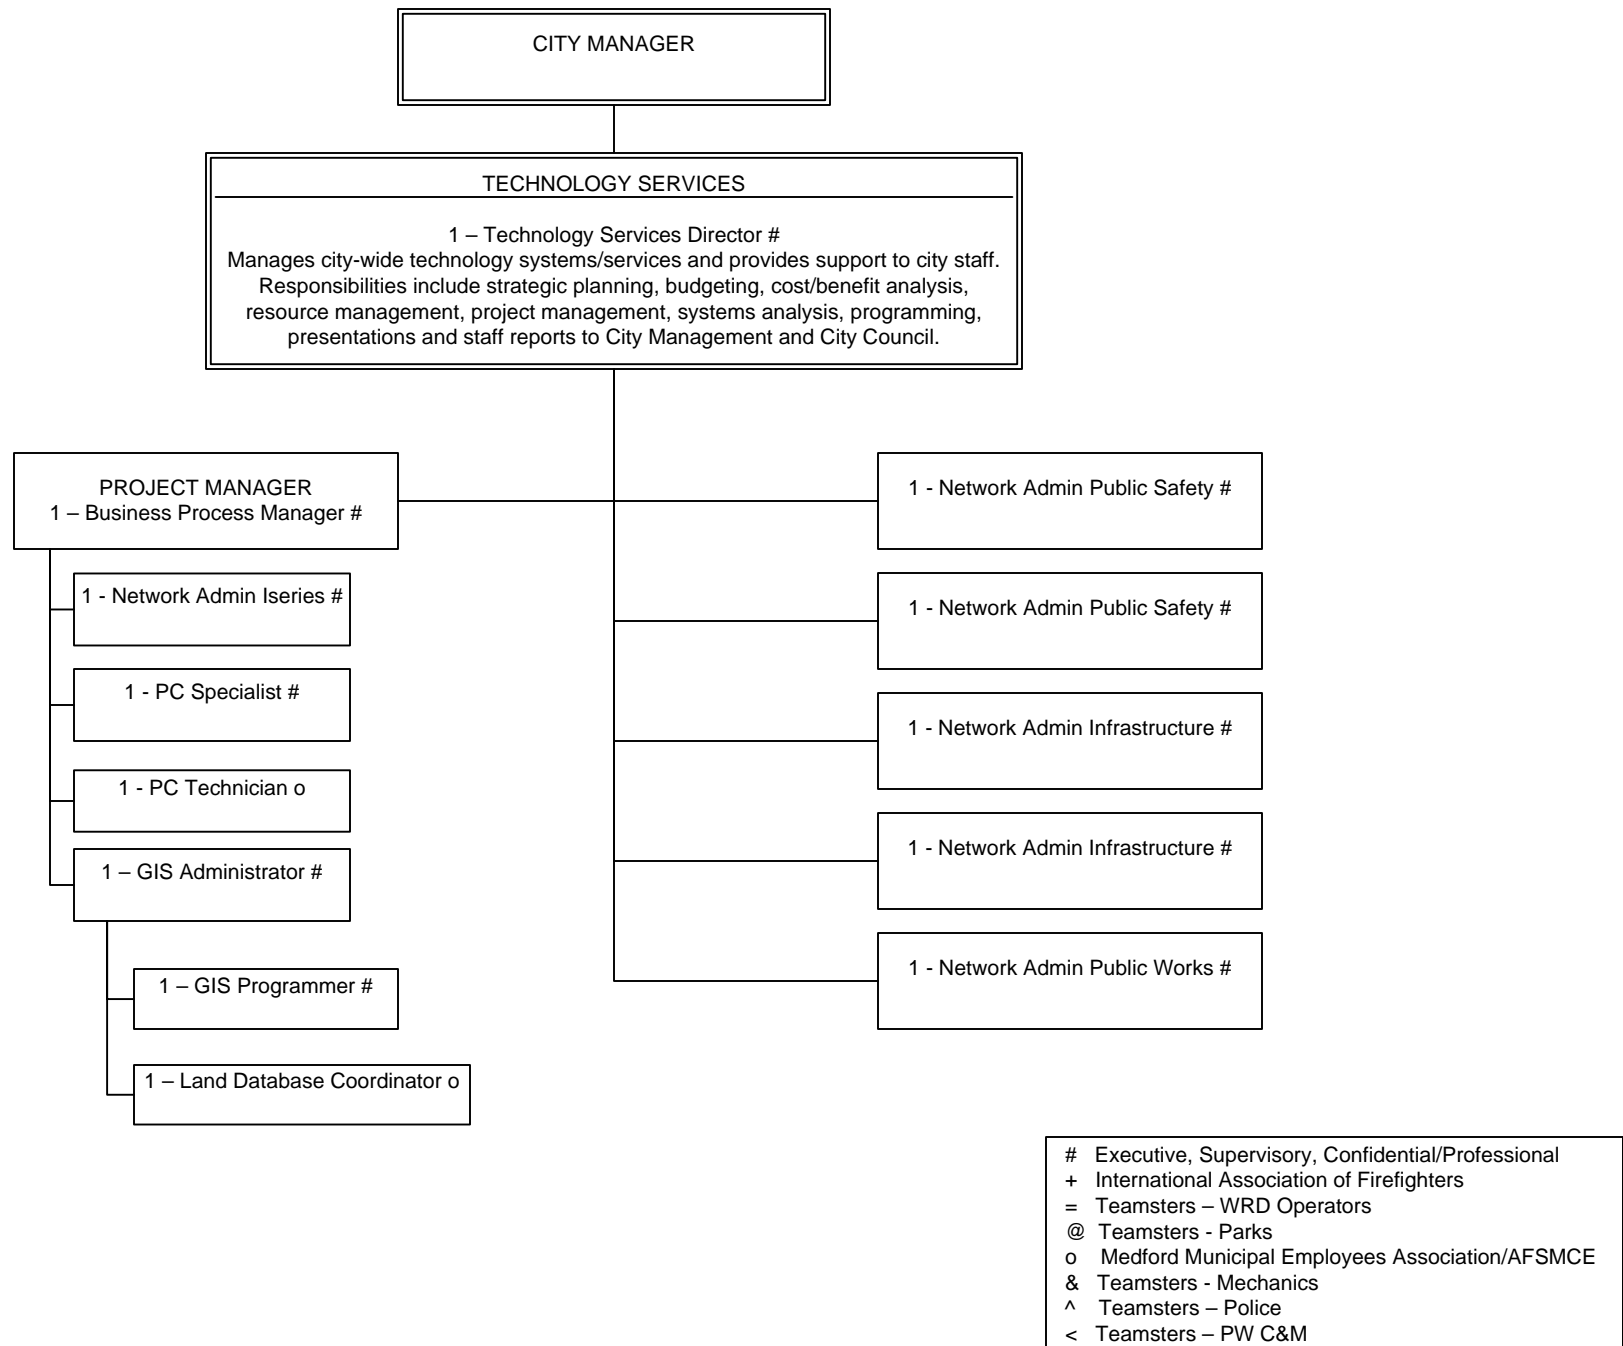 CITY MANAGER
TECHNOLOGY SERVICES
1 – Technology Services Director #
Manages city-wide technology systems/services and provides support to city staff.
Responsibilities include strategic planning, budgeting, cost/benefit analysis,
resource management, project management, systems analysis, programming,
presentations and staff reports to City Management and City Council.
PROJECT MANAGER
1 – Business Process Manager #
1 - Network Admin Iseries #
1 - PC Specialist #
1 - PC Technician o
1 – GIS Administrator #
1 – GIS Programmer #
1 – Land Database Coordinator o
1 - Network Admin Public Safety #
1 - Network Admin Public Safety #
1 - Network Admin Infrastructure #
1 - Network Admin Infrastructure #
1 - Network Admin Public Works #
# Executive, Supervisory, Confidential/Professional
+ International Association of Firefighters
= Teamsters – WRD Operators
@ Teamsters - Parks
o Medford Municipal Employees Association/AFSMCE
& Teamsters - Mechanics
^ Teamsters – Police
< Teamsters – PW C&M